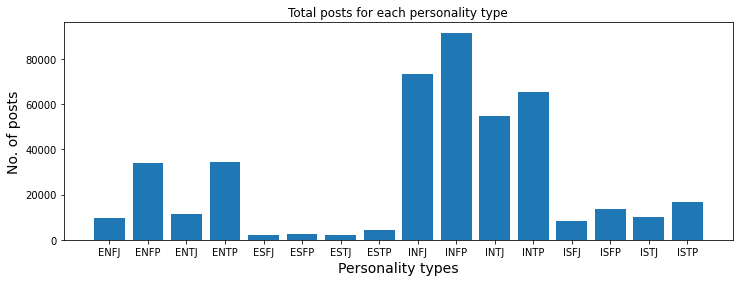 Total posts for each personality type
No. of posts
80000
60000
40000
20000
0
ENFJ ENFP ENTJ ENTP ESFJ ESFP ESTJ ESTP INFJ INFP INTJ INTP ISFJ ISFP ISTJ ISTP
Personality types